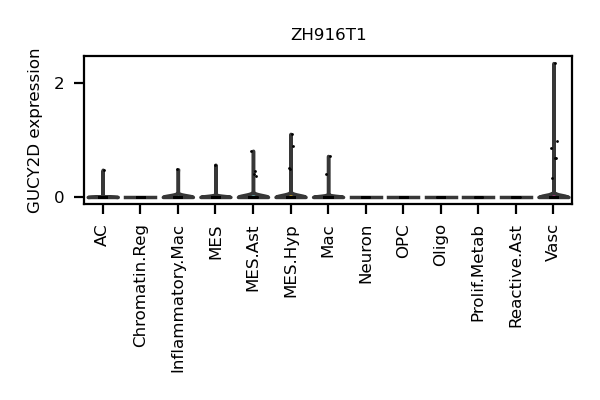 ZH916T1
GUCY2D expression
2
0
AC
Chromatin.Reg
Inflammatory.Mac
MES
MES.Ast
MES.Hyp
Mac
Neuron
OPC
Oligo
Prolif.Metab
Reactive.Ast
Vasc